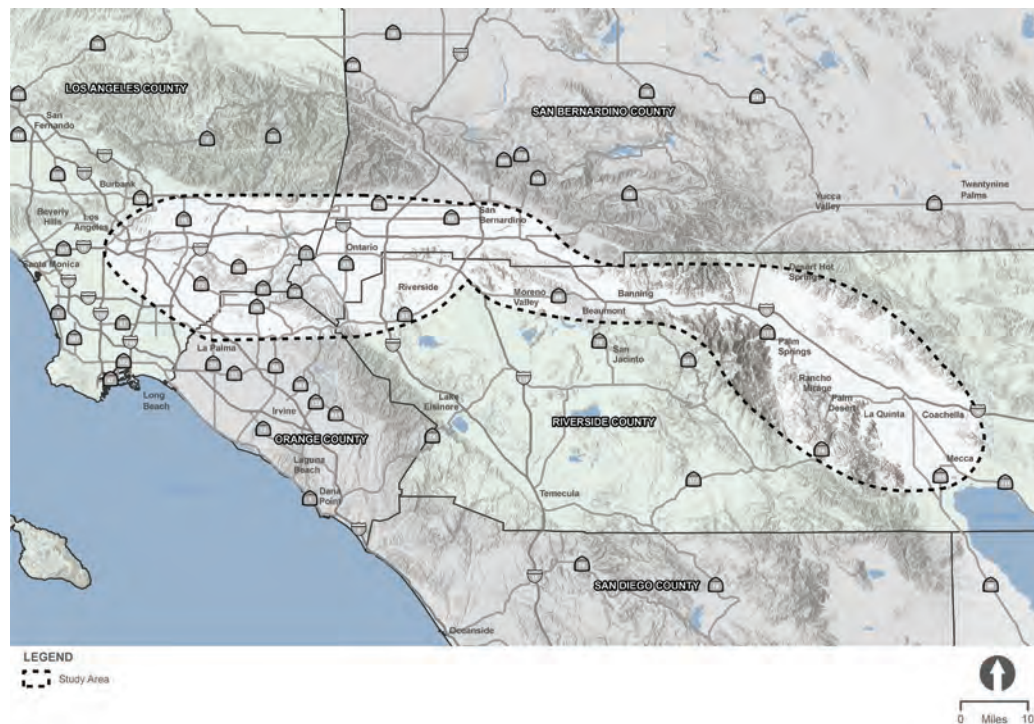 LOS ANGELES COUNTY
SAN BERNARDINO COUNTY
San
Fernando
Burbank
Beverly
Hills
Los
Angeles
Santa Monica
San
Bernardino
Yucca
Valley
Twentynine
Palms
Ontario
Riverside
Moreno
Valley
Banning
Beaumont
Desert Hot
Springs
La Palma
San
Jacinto
Palm
Springs
Rancho
Mirage
Palm
Desert
La Quinta
Coachella
Long
Beach
Irvine
Lake
Elsinore
RIVERSIDE COUNTY
ORANGE COUNTY
Laguna
Beach
Mecca
Dana
Point
Temecula
SAN DIEGO COUNTY
Oceanside
LEGEND
Study Area
0 Miles 10